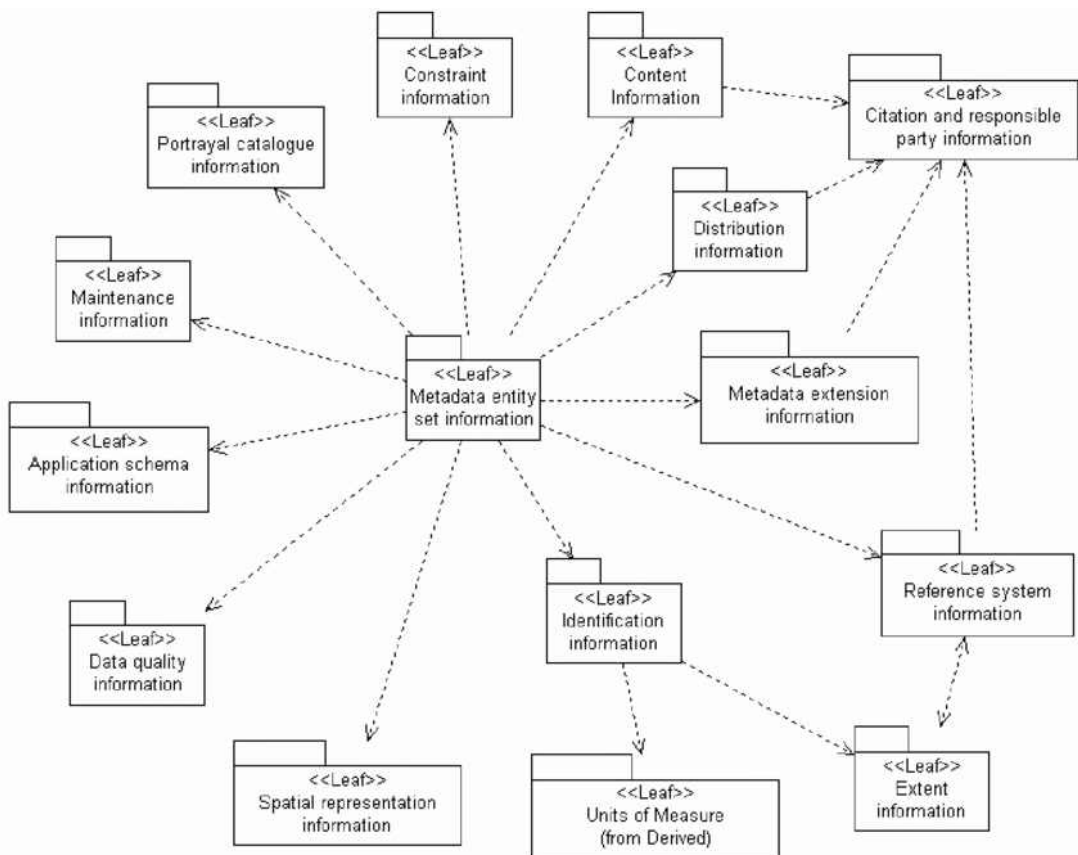 <<Leaf>>
Constraint
information
<<Leaf>>
Content
Information
<<Leaf>>
Citation and responsible
party information
<<Leaf>>
Portrayal catalogue
information
<<Leaf>>
Distribution
information
<<Leaf>>
Maintenance
information
<<Leaf>>
Metadata entity
set information
<<Leaf>>
Metadata extension
information
<<Leaf>>
Application schema
information
<<Leaf>>
Reference system
information
<<Leaf>>
Identification
information
<<Leaf>>
Data quality
information
<<Leaf>>
Spatial representation
information
<<Leaf>>
Units of Measure
(from Derived)
<<Leaf>>
Extent
information